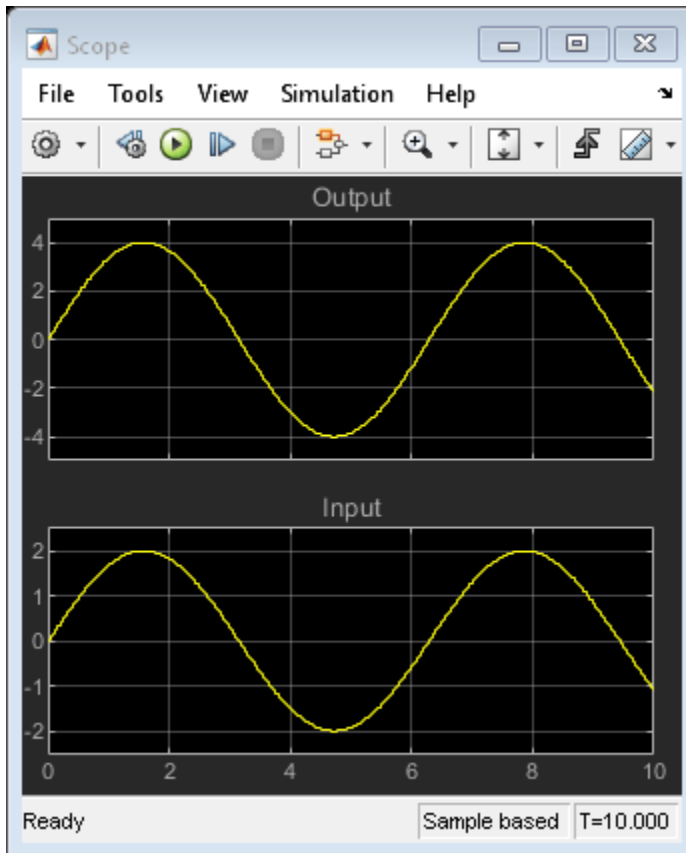 Scope
File Tools View Simulation Help
Output
4
2
0
-2
-4
Input
2
1
0
-1
-2
0 2 4 6 8 10
Ready Sample based T=10.000